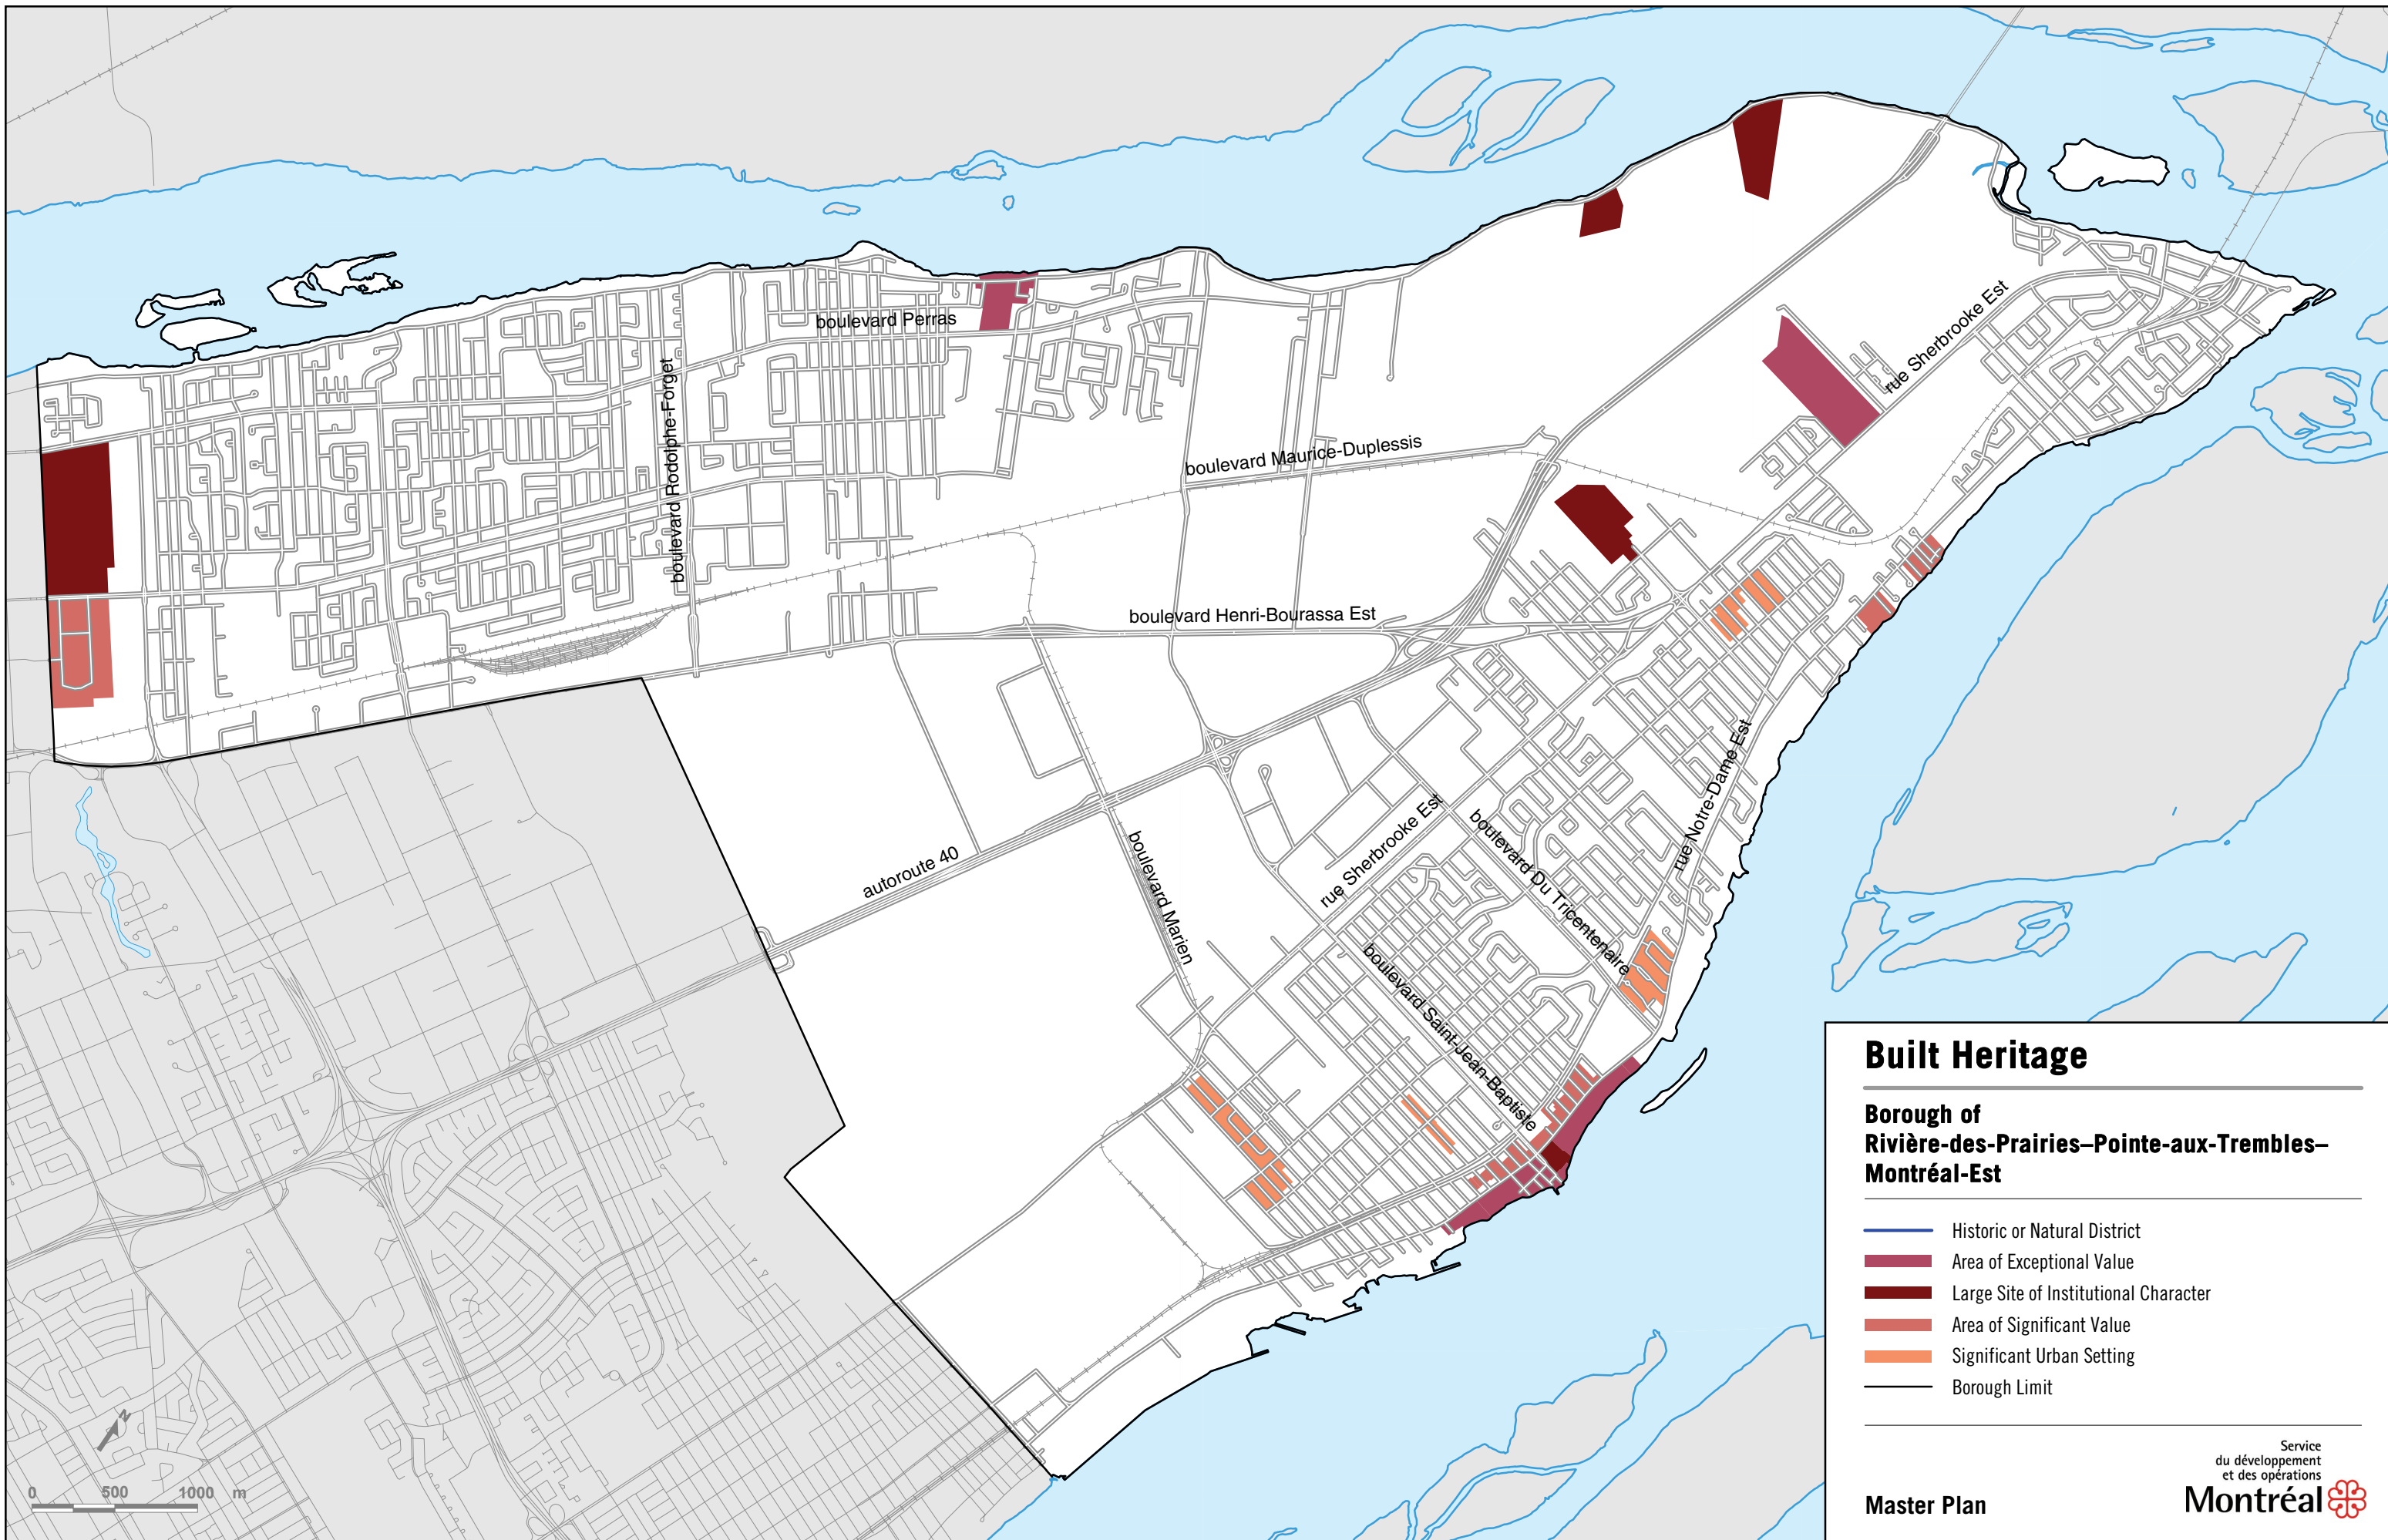 boulevard Perras
boulevard Rodolphe-Forget
boulevard Maurice-Duplessis
rue Sherbrooke Est
boulevard Henri-Bourassa Est
autoroute 40
boulevard Marien
rue Sherbrooke Est
boulevard Du Tricentenaire
rue Notre-Dame Est
boulevard Saint-Jean-Baptiste
N
0 500 1000 m
Built Heritage
Borough of
Rivière-des-Prairies–Pointe-aux-Trembles–
Montréal-Est
Historic or Natural District
Area of Exceptional Value
Large Site of Institutional Character
Area of Significant Value
Significant Urban Setting
Borough Limit
Service
du développement
et des opérations
Master Plan
Montréal